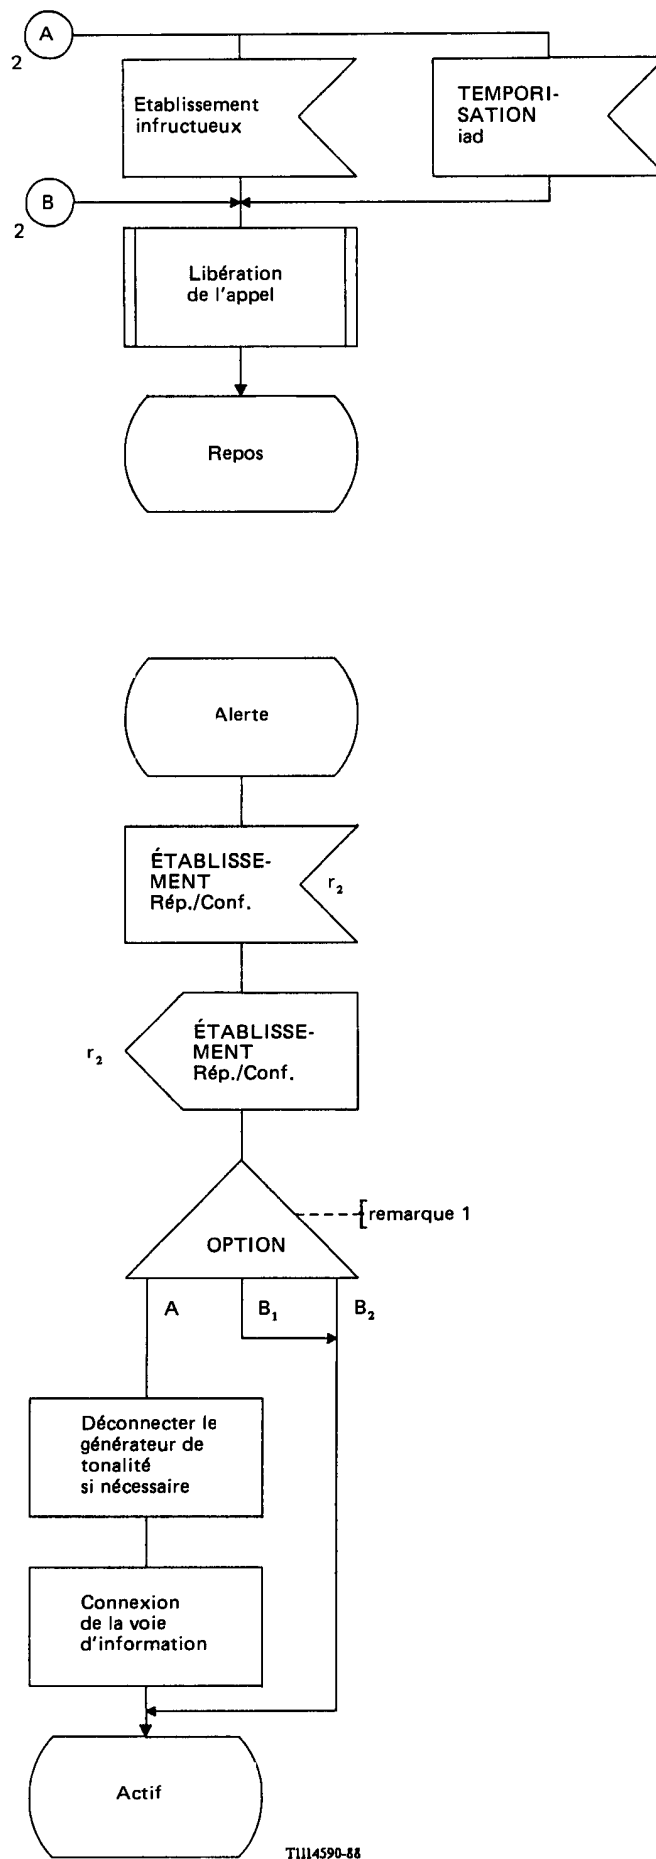 A
2
Etablissement
infructueux
TEMPORI-
SATION
iad
B
2
Libération
de l'appel
Repos
Alerte
ÉTABLISSE-
MENT
Rép./Conf.
r₂
r₂
ÉTABLISSE-
MENT
Rép./Conf.
remarque 1
OPTION
A
B₁
B₂
Déconnecter le
générateur de
tonalité
si nécessaire
Connexion
de la voie
d'information
Actif
T1114590-88